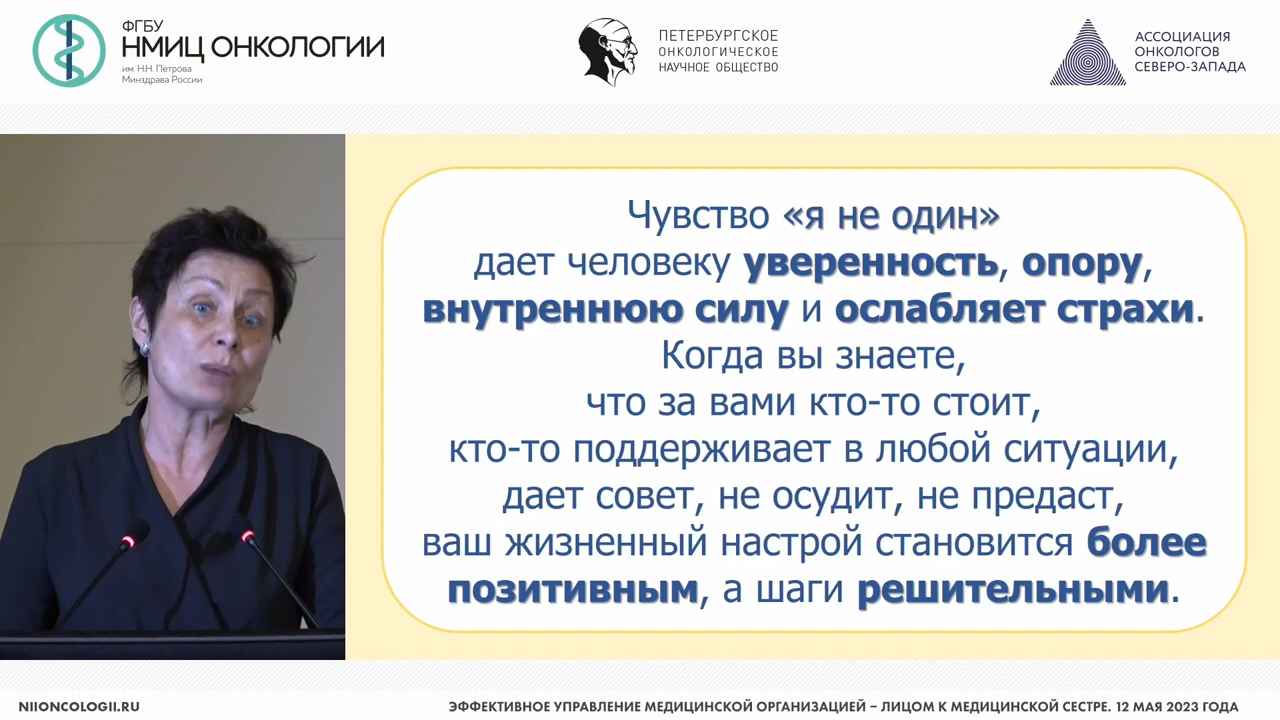 ФГБУ
НМИЦ ОНКОЛОГИИ
им. Н.Н. Петрова
Минздрава России
ПЕТЕРБУРГСКОЕ
ОНКОЛОГИЧЕСКОЕ
НАУЧНОЕ ОБЩЕСТВО
АССОЦИАЦИЯ
ОНКОЛОГОВ
СЕВЕРО-ЗАПАДА
Чувство «я не один»
дает человеку уверенность, опору,
внутреннюю силу и ослабляет страхи.
Когда вы знаете,
что за вами кто-то стоит,
кто-то поддерживает в любой ситуации,
дает совет, не осудит, не предаст,
ваш жизненный настрой становится более
позитивным, а шаги решительными.
NIIONCOLOGII.RU
ЭФФЕКТИВНОЕ УПРАВЛЕНИЕ МЕДИЦИНСКОЙ ОРГАНИЗАЦИЕЙ – ЛИЦОМ К МЕДИЦИНСКОЙ СЕСТРЕ. 12 МАЯ 2023 ГОДА